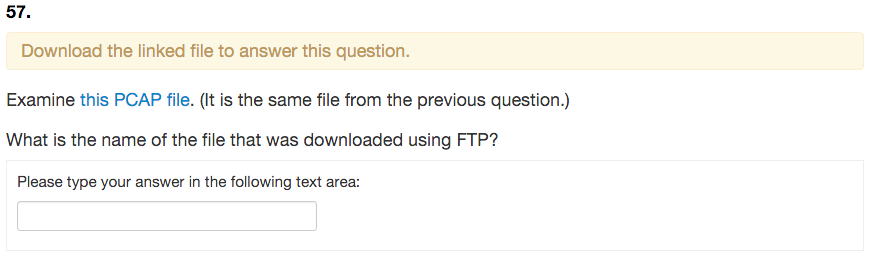 57.
Download the linked file to answer this question.
Examine this PCAP file. (It is the same file from the previous question.)
What is the name of the file that was downloaded using FTP?
Please type your answer in the following text area: